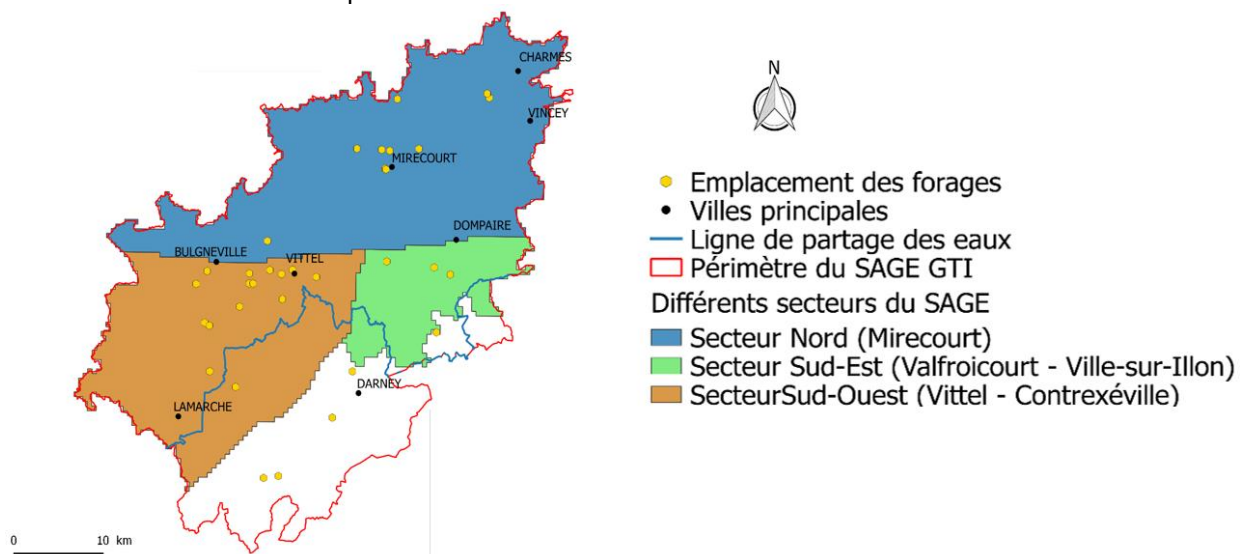 CHARMES
VINCEY
MIRECOURT
DOMPAIRE
BULGNEVILLE
VITTEL
DARNEY
LAMARCHE
0 10 km
N
Emplacement des forages
Villes principales
Ligne de partage des eaux
Périmètre du SAGE GTI
Différents secteurs du SAGE
Secteur Nord (Mirecourt)
Secteur Sud-Est (Valfroicourt - Ville-sur-Illon)
SecteurSud-Ouest (Vittel - Contrexéville)